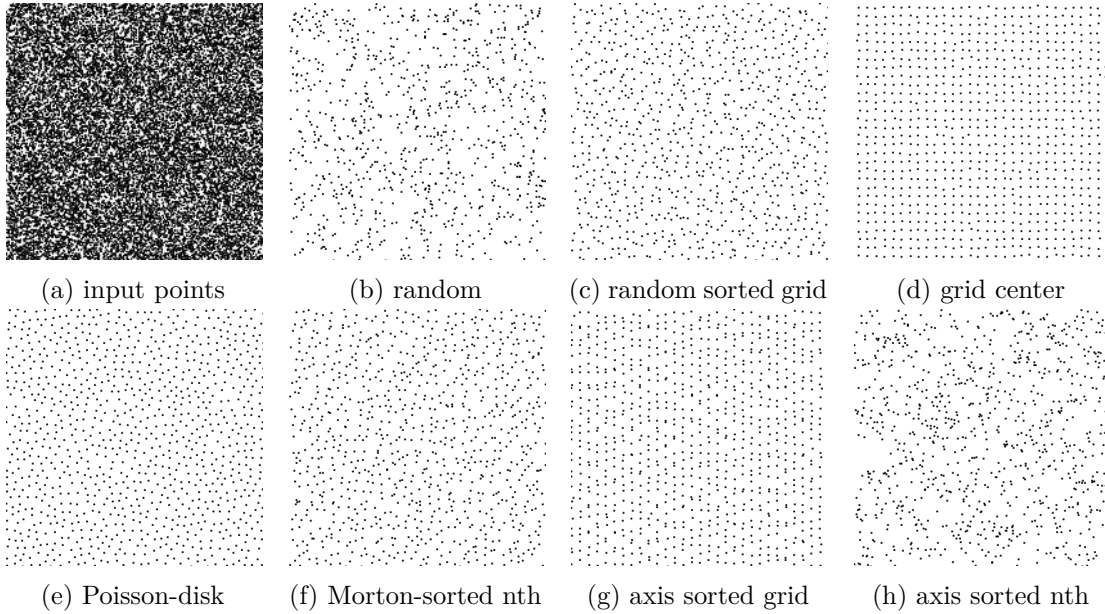 (a) input points (b) random (c) random sorted grid (d) grid center
(e) Poisson-disk (f) Morton-sorted nth (g) axis sorted grid (h) axis sorted nth